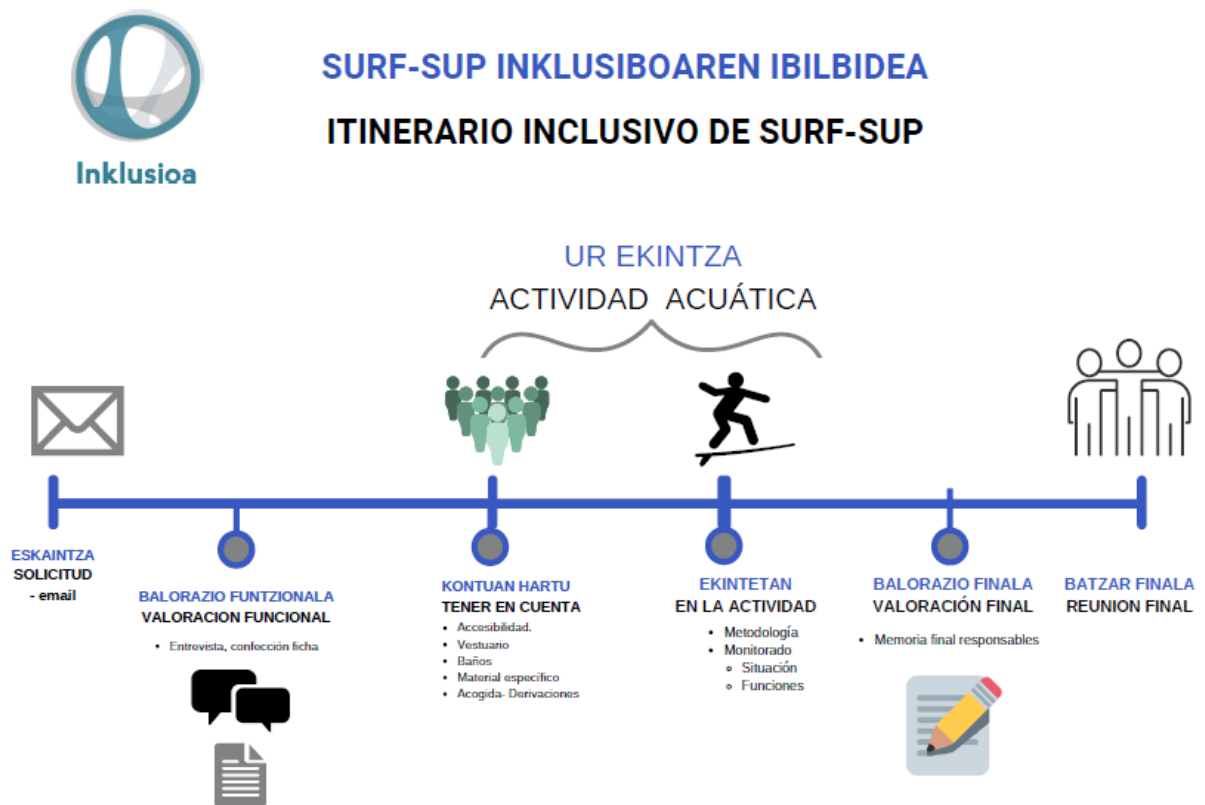 Inklusioa
SURF-SUP INKLUSIBOAREN IBILBIDEA
ITINERARIO INCLUSIVO DE SURF-SUP
UR EKINTZA
ACTIVIDAD ACUÁTICA
ESKAINTZA
SOLICITUD
- email
BALORAZIO FUNTZIONALA
VALORACION FUNCIONAL
• Entrevista, confección ficha
KONTUAN HARTU
TENER EN CUENTA
• Accesibilidad.
• Vestuario
• Baños
• Material específico
• Acogida- Derivaciones
EKINTETAN
EN LA ACTIVIDAD
• Metodología
• Monitorado
◦ Situación
◦ Funciones
BALORAZIO FINALA
VALORACIÓN FINAL
• Memoria final responsables
BATZAR FINALA
REUNION FINAL